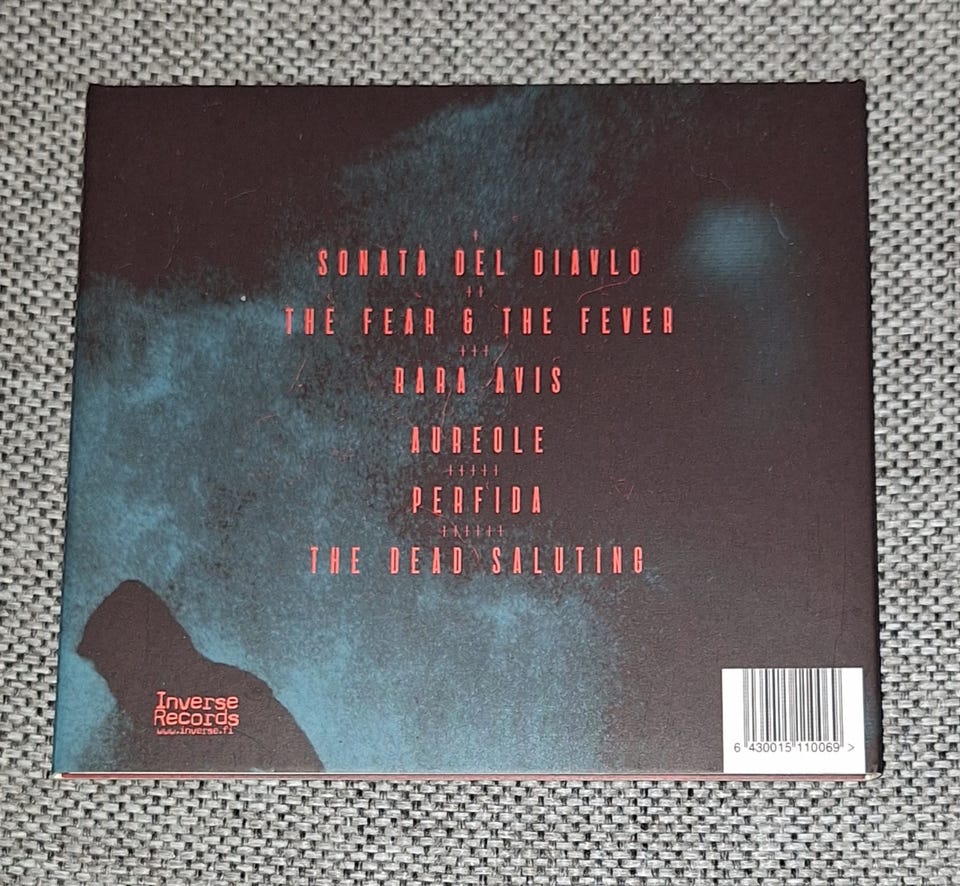 †
SONATA DEL DIAVLO
††
THE FEAR & THE FEVER
†††
RARA AVIS
AUREOLE
†††††
PERFIDA
††††††
THE DEAD SALUTING
Inverse
Records
www.inverse.fi
6 430015 110069 >